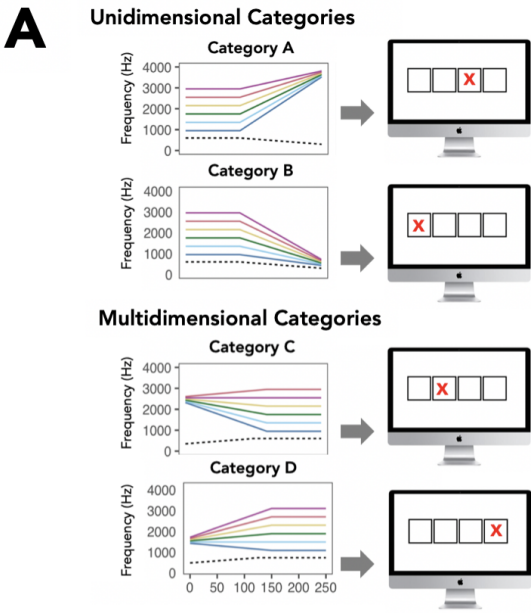 A
Unidimensional Categories
Category A
Frequency (Hz)
4000
3000
2000
1000
0
X
Category B
Frequency (Hz)
4000
3000
2000
1000
0
X
Multidimensional Categories
Category C
Frequency (Hz)
4000
3000
2000
1000
0
X
Category D
Frequency (Hz)
4000
3000
2000
1000
0
0 50 100 150 200 250
X